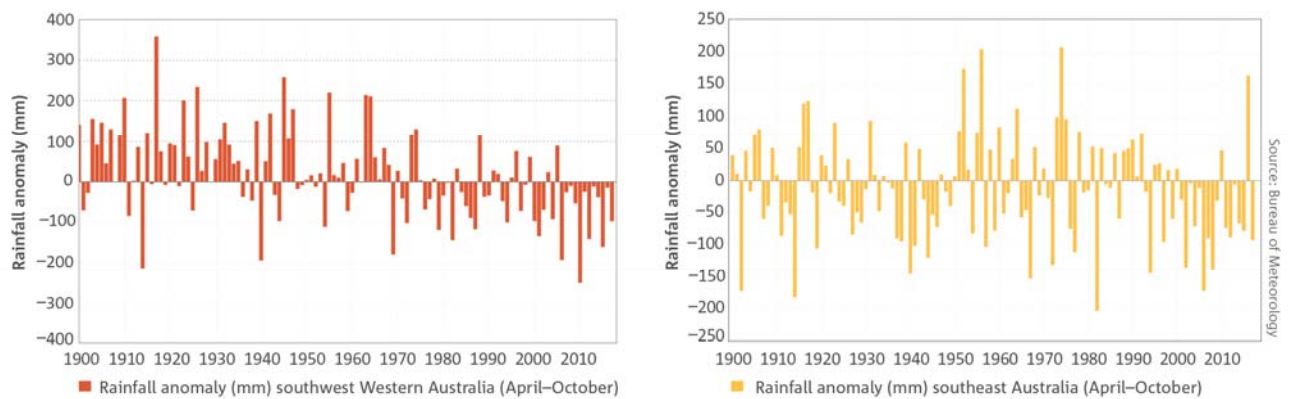 Rainfall anomaly (mm)
400
300
200
100
0
−100
−200
−300
−400
1900 1910 1920 1930 1940 1950 1960 1970 1980 1990 2000 2010
Rainfall anomaly (mm) southwest Western Australia (April–October)
Rainfall anomaly (mm)
250
200
150
100
50
0
−50
−100
−150
−200
−250
1900 1910 1920 1930 1940 1950 1960 1970 1980 1990 2000 2010
Rainfall anomaly (mm) southeast Australia (April–October)
Source: Bureau of Meteorology